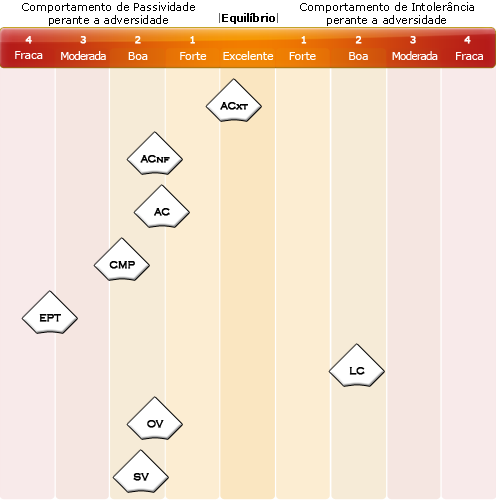 Comportamento de Passividade
perante a adversidade
|Equilíbrio|
Comportamento de Intolerância
perante a adversidade
4 3 2 1 1 2 3 4
Fraca Moderada Boa Forte Excelente Forte Boa Moderada Fraca
ACXT
ACNF
AC
CMP
EPT
LC
OV
SV